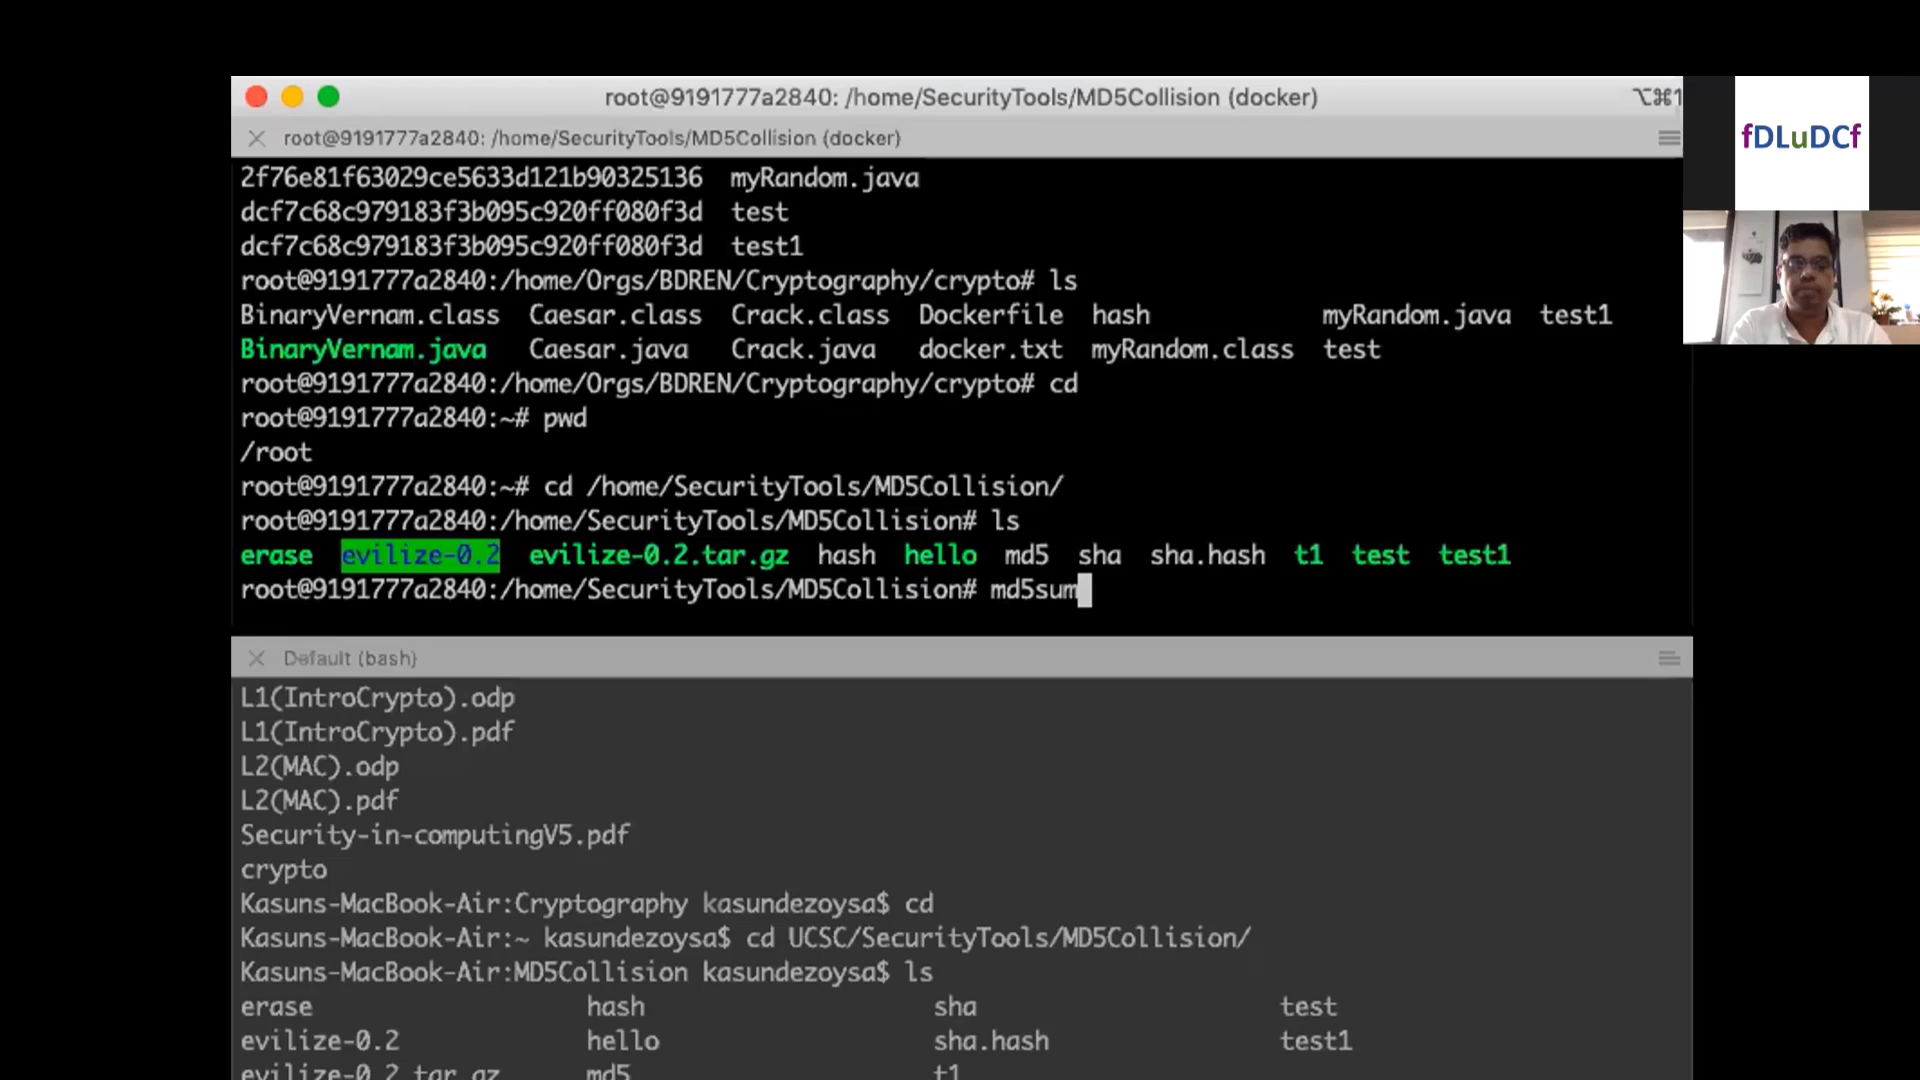 root@9191777a2840: /home/SecurityTools/MD5Collision (docker)
⌥⌘1
root@9191777a2840: /home/SecurityTools/MD5Collision (docker)
fDLuDCf
2f76e81f63029ce5633d121b90325136 myRandom.java
dcf7c68c979183f3b095c920ff080f3d test
dcf7c68c979183f3b095c920ff080f3d test1
root@9191777a2840:/home/Orgs/BDREN/Cryptography/crypto# ls
BinaryVernam.class Caesar.class Crack.class Dockerfile hash myRandom.java test1
BinaryVernam.java Caesar.java Crack.java docker.txt myRandom.class test
root@9191777a2840:/home/Orgs/BDREN/Cryptography/crypto# cd
root@9191777a2840:~# pwd
/root
root@9191777a2840:~# cd /home/SecurityTools/MD5Collision/
root@9191777a2840:/home/SecurityTools/MD5Collision# ls
erase evilize-0.2 evilize-0.2.tar.gz hash hello md5 sha sha.hash t1 test test1
root@9191777a2840:/home/SecurityTools/MD5Collision# md5sum
Default (bash)
L1(IntroCrypto).odp
L1(IntroCrypto).pdf
L2(MAC).odp
L2(MAC).pdf
Security-in-computingV5.pdf
crypto
Kasuns-MacBook-Air:Cryptography kasundezoysa$ cd
Kasuns-MacBook-Air:~ kasundezoysa$ cd UCSC/SecurityTools/MD5Collision/
Kasuns-MacBook-Air:MD5Collision kasundezoysa$ ls
erase hash sha test
evilize-0.2 hello sha.hash test1
evilize-0.2.tar.gz md5 t1